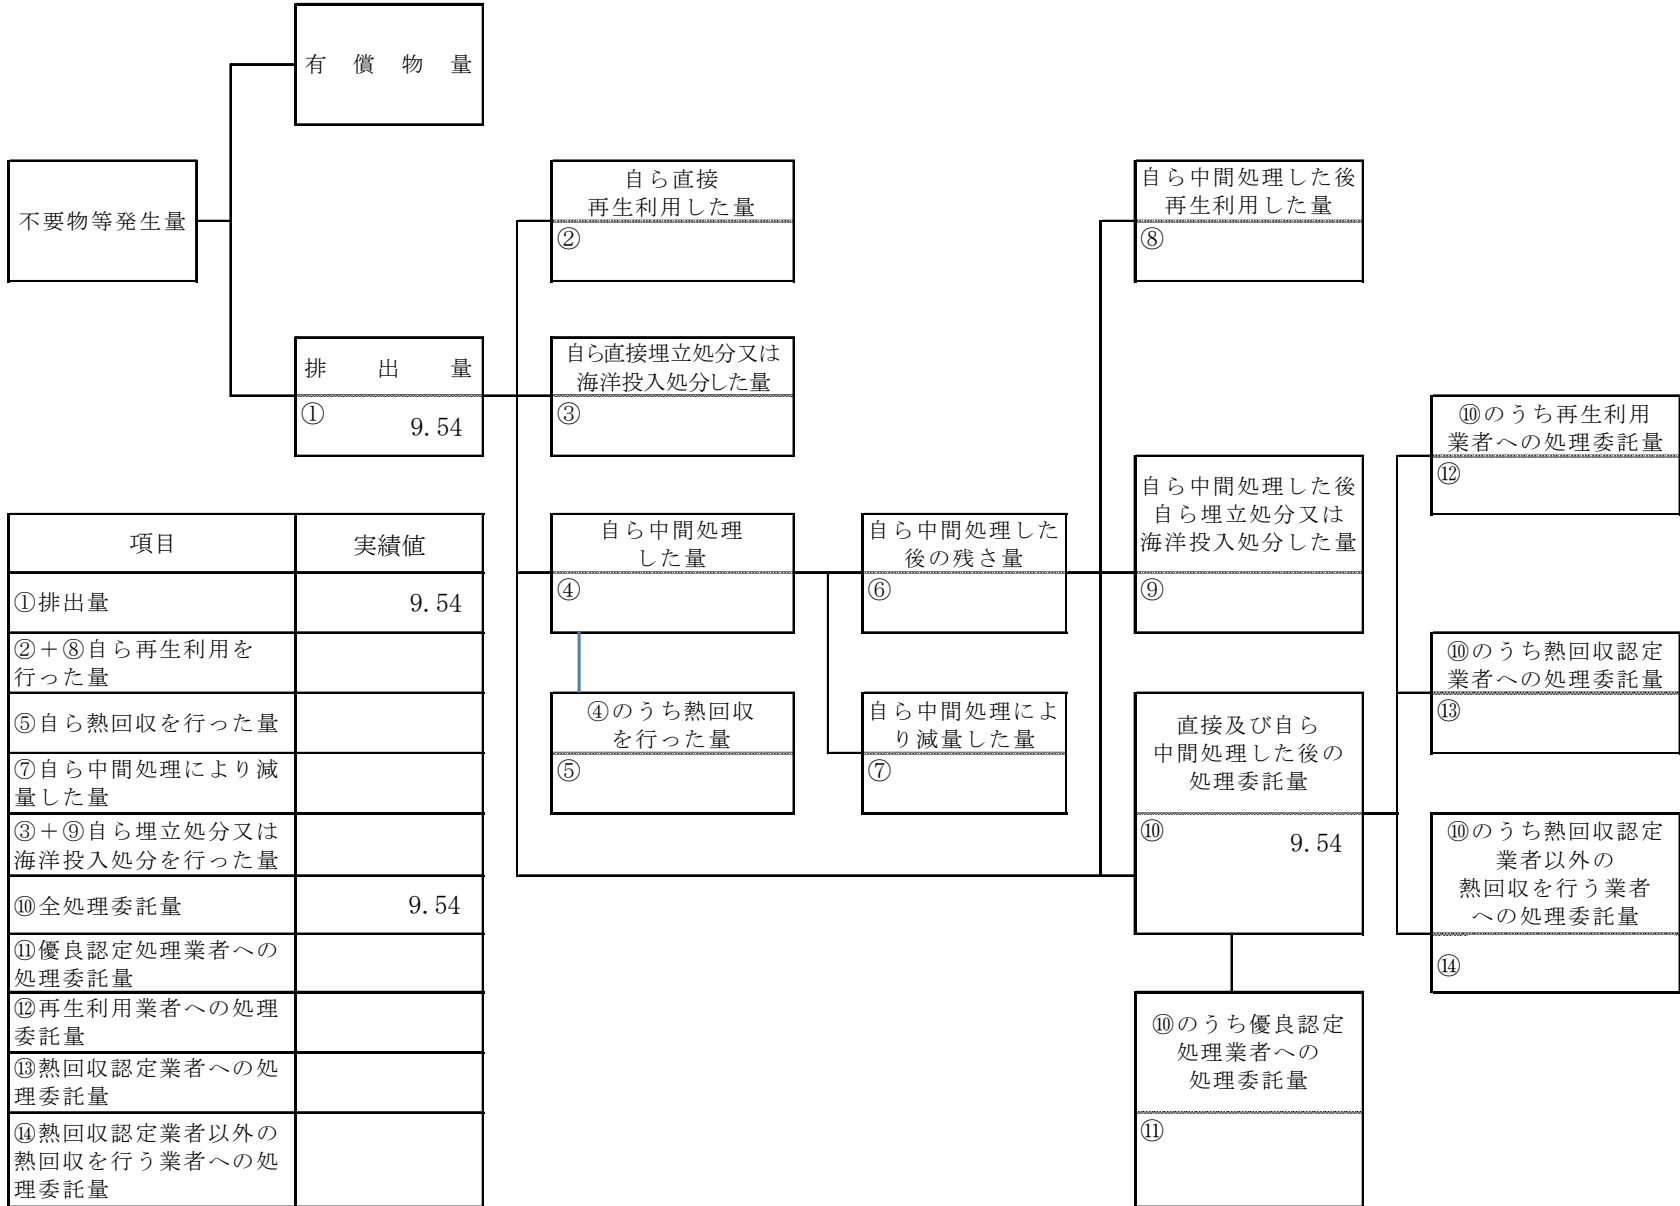 有償物量
不要物等発生量
自ら直接
再生利用した量
②
自ら中間処理した後
再生利用した量
⑧
排出量
① 9.54
自ら直接埋立処分又は
海洋投入処分した量
③
⑩のうち再生利用
業者への処理委託量
⑫
自ら中間処理した後
自ら埋立処分又は
海洋投入処分した量
⑨
自ら中間処理
した量
④
自ら中間処理した
後の残さ量
⑥
⑩のうち熱回収認定
業者への処理委託量
⑬
④のうち熱回収
を行った量
⑤
自ら中間処理によ
り減量した量
⑦
直接及び自ら
中間処理した後の
処理委託量
⑩ 9.54
⑩のうち熱回収認定
業者以外の
熱回収を行う業者
への処理委託量
⑭
⑩のうち優良認定
処理業者への
処理委託量
⑪
項目 実績値
①排出量 9.54
②+⑧自ら再生利用を
行った量
⑤自ら熱回収を行った量
⑦自ら中間処理により減
量した量
③+⑨自ら埋立処分又は
海洋投入処分を行った量
⑩全処理委託量 9.54
⑪優良認定処理業者への
処理委託量
⑫再生利用業者への処理
委託量
⑬熱回収認定業者への処
理委託量
⑭熱回収認定業者以外の
熱回収を行う業者への処
理委託量